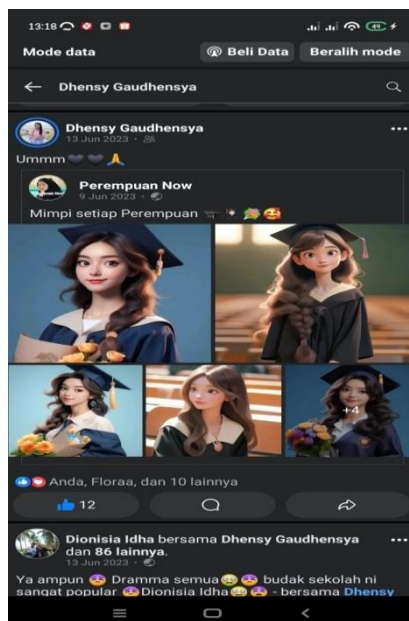 13:18
49
Mode data
Beli Data
Beralih mode
Dhensy Gaudhensya
Dhensy Gaudhensya
13 Jun 2023
Ummm🖤🖤🙏
Perempuan Now
9 Jun 2023
Mimpi setiap Perempuan
+4
Anda, Floraa, dan 10 lainnya
12
Dionisia Idha bersama Dhensy Gaudhensya
dan 86 lainnya.
13 Jun 2023
Ya ampun Dramma semua budak sekolah ni
sangat popular Dionisia Idha - bersama Dhensy